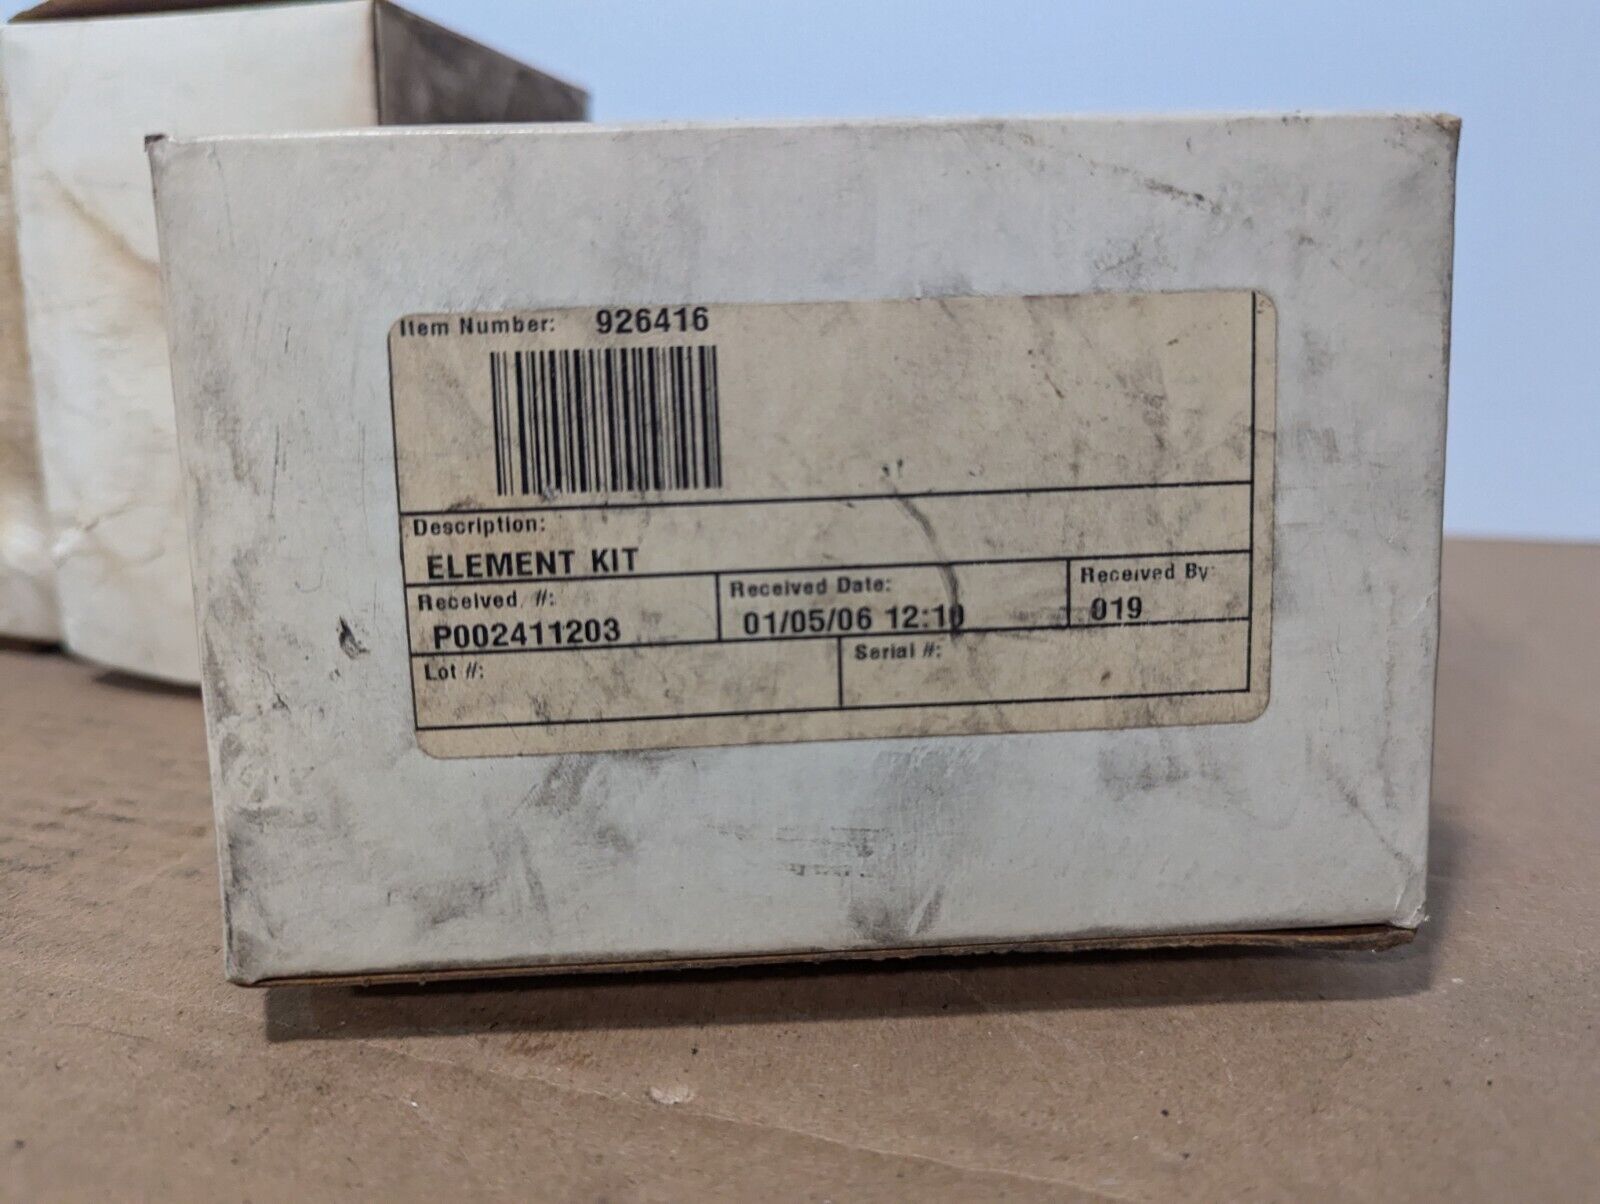 Item Number: 926416
Description:
ELEMENT KIT
Received #:
P002411203
Received Date:
01/05/06 12:10
Received By:
019
Lot #:
Serial #: